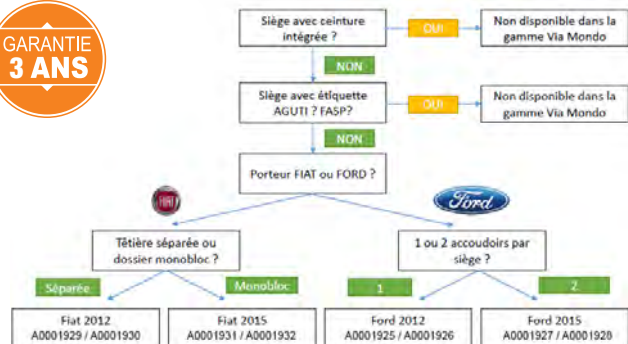 GARANTIE
3 ANS
Siège avec ceinture
intégrée ?
OUI
Non disponible dans la
gamme Via Mondo
NON
Siège avec étiquette
AGUTI ? FASP?
OUI
Non disponible dans la
gamme Via Mondo
NON
Porteur FIAT ou FORD ?
FIAT
Ford
Têtière séparée ou
dossier monobloc ?
1 ou 2 accoudoirs par
siège ?
Séparée
Monobloc
1
2
Fiat 2012
A0001929 / A0001930
Fiat 2015
A0001931 / A0001932
Ford 2012
A0001925 / A0001926
Ford 2015
A0001927 / A0001928